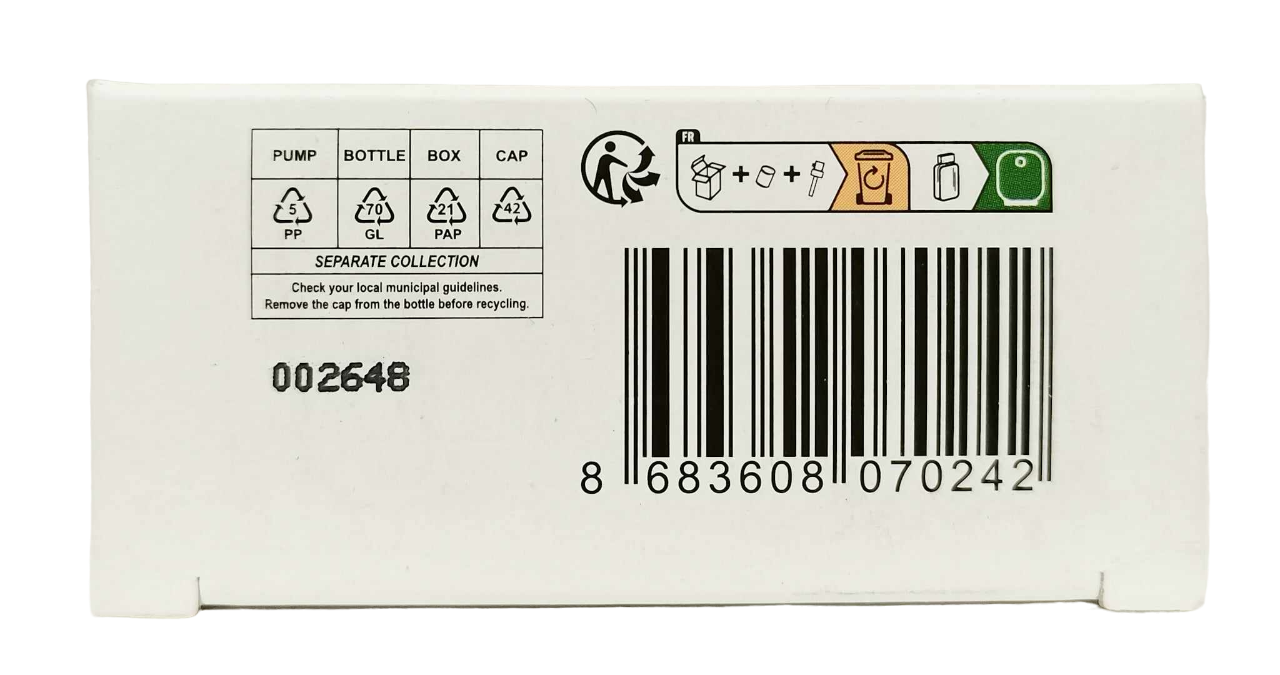 PUMP BOTTLE BOX CAP
5 70 21 42
PP GL PAP
SEPARATE COLLECTION
Check your local municipal guidelines.
Remove the cap from the bottle before recycling.
002648
FR
+ +
8 683608 070242